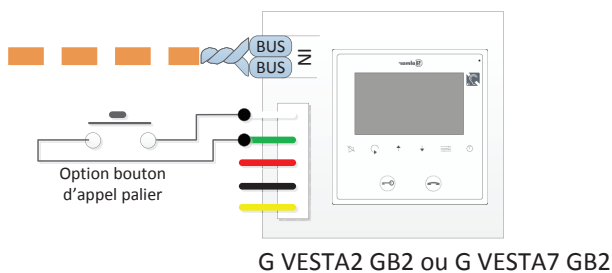 BUS
BUS
IN
Option bouton
d'appel palier
G VESTA2 GB2 ou G VESTA7 GB2